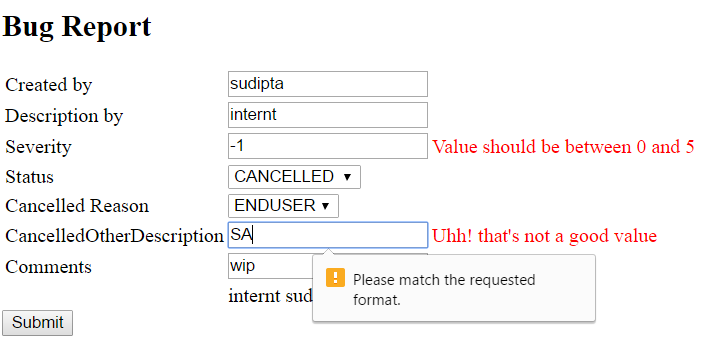 Bug Report
Created by sudipta
Description by internt
Severity -1 Value should be between 0 and 5
Status CANCELLED
Cancelled Reason ENDUSER
CancelledOtherDescription SA Uhh! that's not a good value
Comments wip
Please match the requested
format.
internt sud
Submit